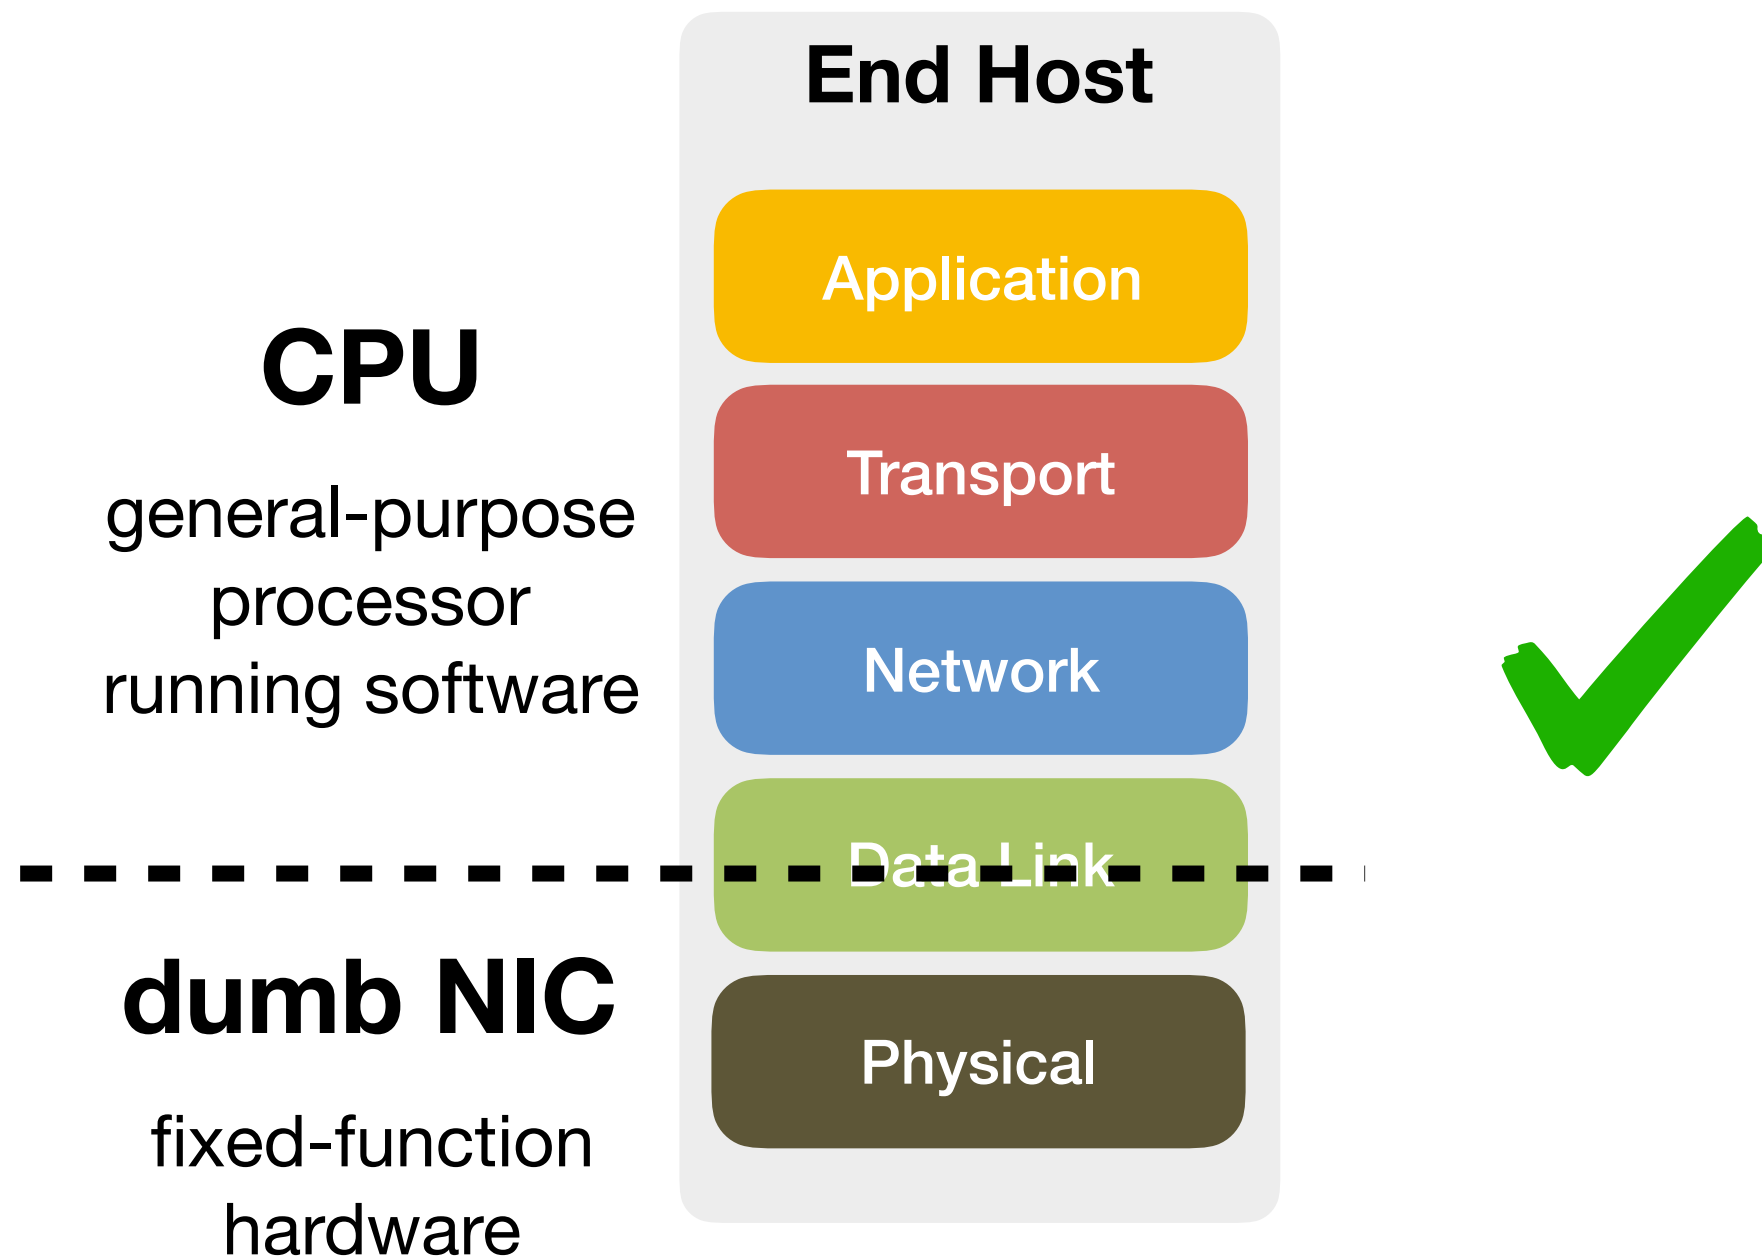 End Host
Application
CPU
Transport
general-purpose
processor
running software
Network
Data Link
dumb NIC
Physical
fixed-function
hardware